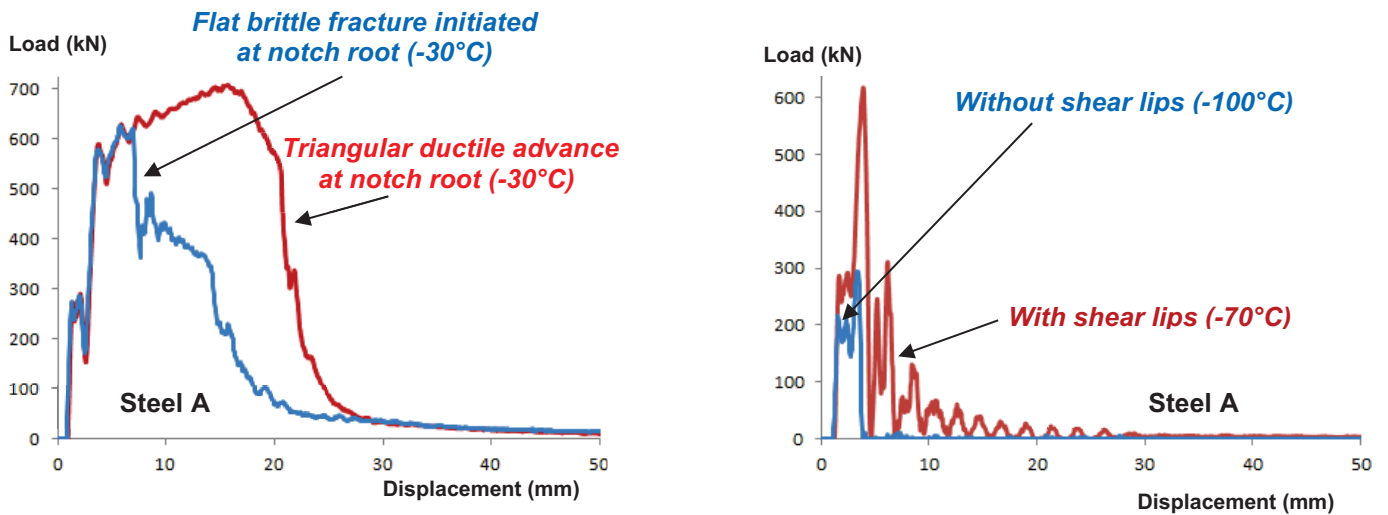 Flat brittle fracture initiated
at notch root (-30°C)
Load (kN)
700
600
500
400
300
200
100
0
Triangular ductile advance
at notch root (-30°C)
Steel A
0
10
20
30
40
50
Displacement (mm)
Load (kN)
600
500
400
300
200
100
0
Without shear lips (-100°C)
With shear lips (-70°C)
Steel A
0
10
20
30
40
50
Displacement (mm)